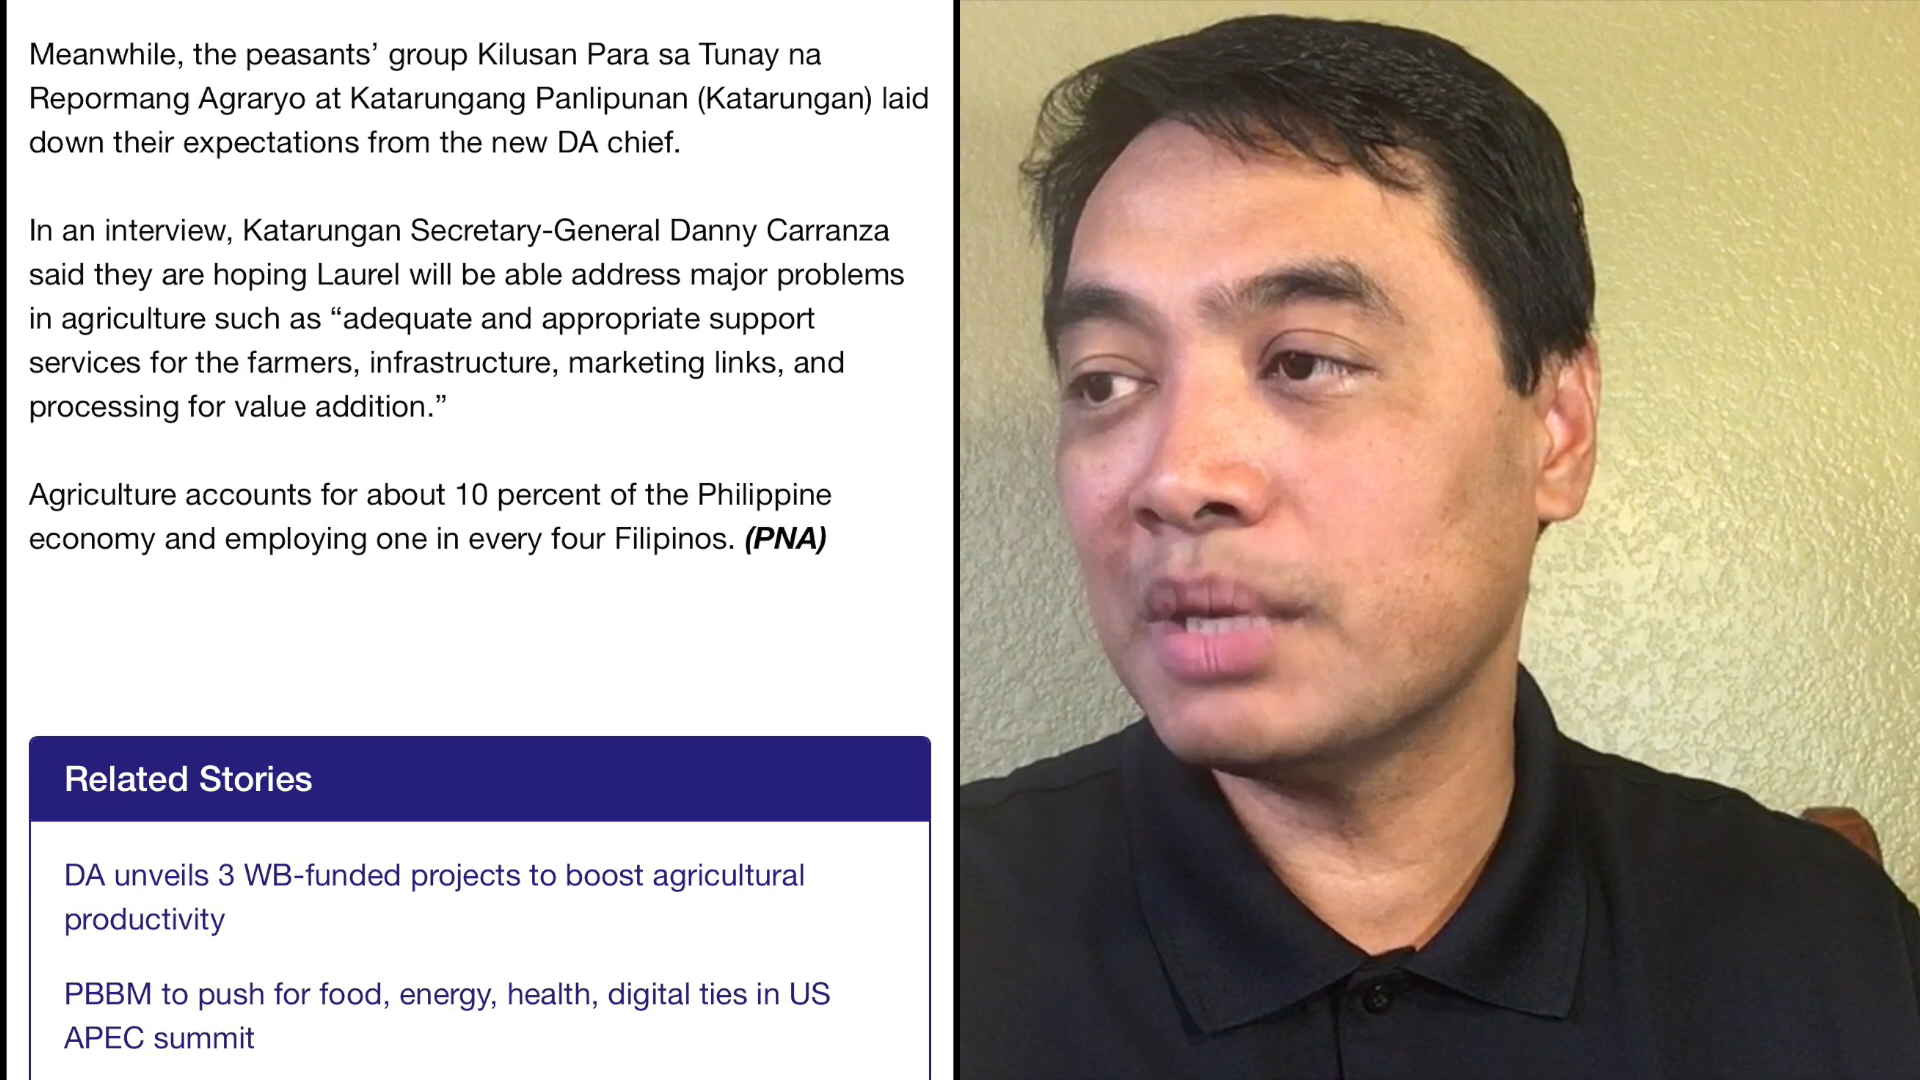 Meanwhile, the peasants’ group Kilusan Para sa Tunay na
Repormang Agraryo at Katarungang Panlipunan (Katarungan) laid
down their expectations from the new DA chief.
In an interview, Katarungan Secretary-General Danny Carranza
said they are hoping Laurel will be able address major problems
in agriculture such as “adequate and appropriate support
services for the farmers, infrastructure, marketing links, and
processing for value addition.”
Agriculture accounts for about 10 percent of the Philippine
economy and employing one in every four Filipinos. (PNA)
Related Stories
DA unveils 3 WB-funded projects to boost agricultural
productivity
PBBM to push for food, energy, health, digital ties in US
APEC summit